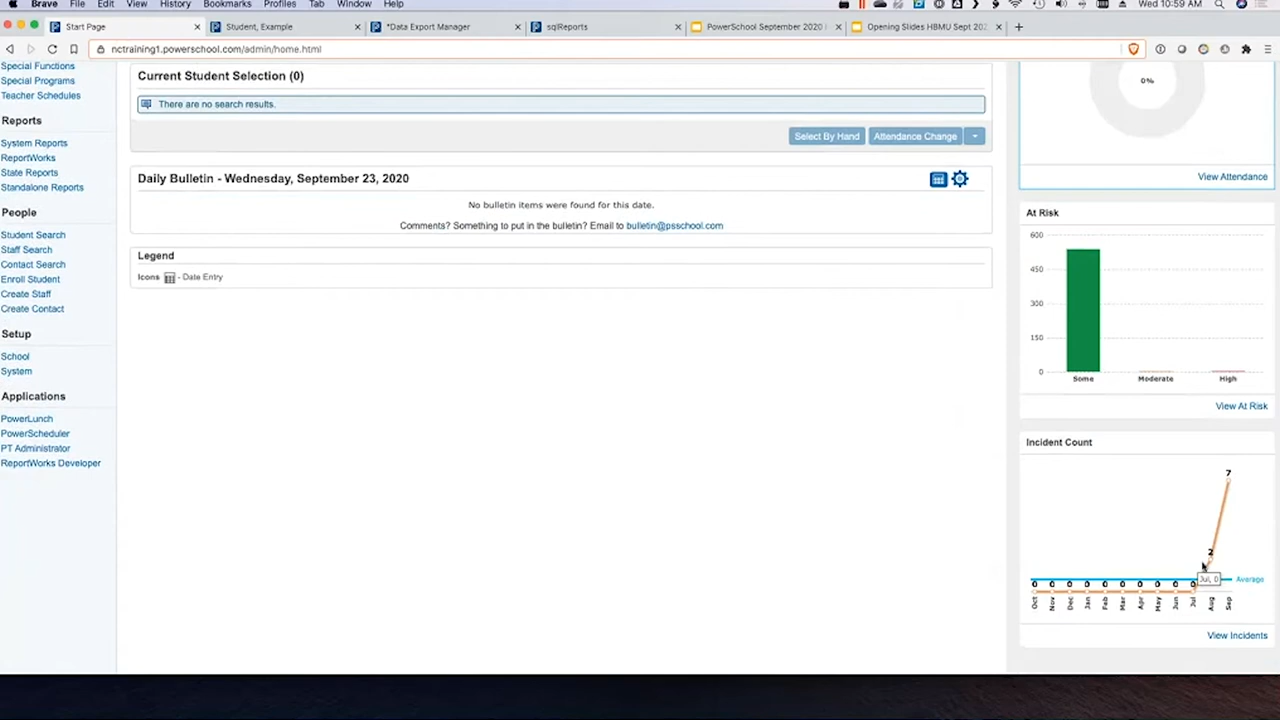 Brave File Edit View History Bookmarks Profiles Tab Window Help Wed 10:59 AM
Start Page × Student, Example × *Data Export Manager × sqlReports × PowerSchool September 2020 × Opening Slides HBMU Sept 202 × +
nctraining1.powerschool.com/admin/home.html
Special Functions
Special Programs
Teacher Schedules
Reports
System Reports
ReportWorks
State Reports
Standalone Reports
People
Student Search
Staff Search
Contact Search
Enroll Student
Create Staff
Create Contact
Setup
School
System
Applications
PowerLunch
PowerScheduler
PT Administrator
ReportWorks Developer
Current Student Selection (0)
There are no search results.
Select By Hand Attendance Change
Daily Bulletin - Wednesday, September 23, 2020
No bulletin items were found for this date.
Comments? Something to put in the bulletin? Email to bulletin@psschool.com
Legend
Icons - Date Entry
0%
View Attendance
At Risk
600
450
300
150
0
Some Moderate High
View At Risk
Incident Count
7
2
0 0 0 0 0 0 0 0 0 0
Jul, 0
Average
Oct Nov Dec Jan Feb Mar Apr May Jun Jul Aug Sep
View Incidents